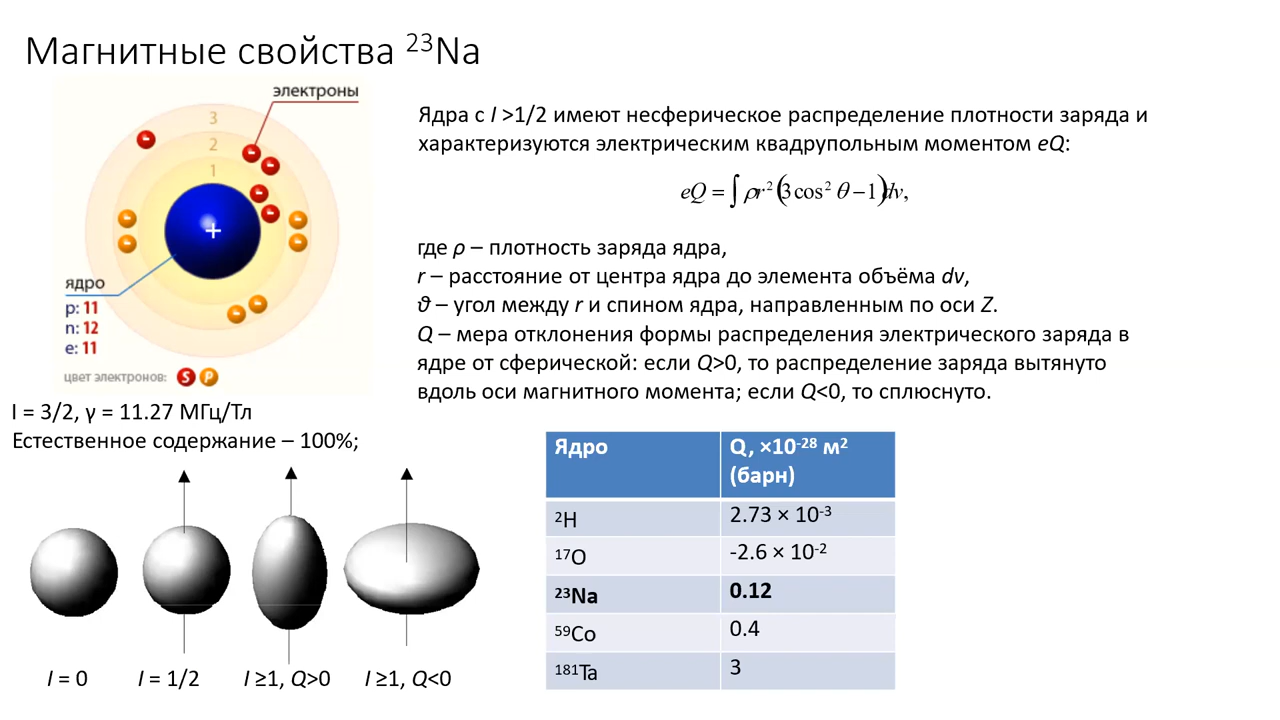 Магнитные свойства ²³Na
электроны
3
2
1
+
ядро
p: 11
n: 12
e: 11
цвет электронов: S P
I = 3/2, γ = 11.27 МГц/Тл
Естественное содержание – 100%;
Ядра с I >1/2 имеют несферическое распределение плотности заряда и
характеризуются электрическим квадрупольным моментом eQ:
eQ = ∫ ρr² (3cos² θ – 1)dv,
где ρ – плотность заряда ядра,
r – расстояние от центра ядра до элемента объёма dv,
ϑ – угол между r и спином ядра, направленным по оси Z.
Q – мера отклонения формы распределения электрического заряда в
ядре от сферической: если Q>0, то распределение заряда вытянуто
вдоль оси магнитного момента; если Q<0, то сплюснуто.
I = 0 I = 1/2 I ≥1, Q>0 I ≥1, Q<0
Ядро Q, ×10⁻²⁸ м²
(барн)
²H 2.73 × 10⁻³
¹⁷O -2.6 × 10⁻²
²³Na 0.12
⁵⁹Co 0.4
¹⁸¹Ta 3